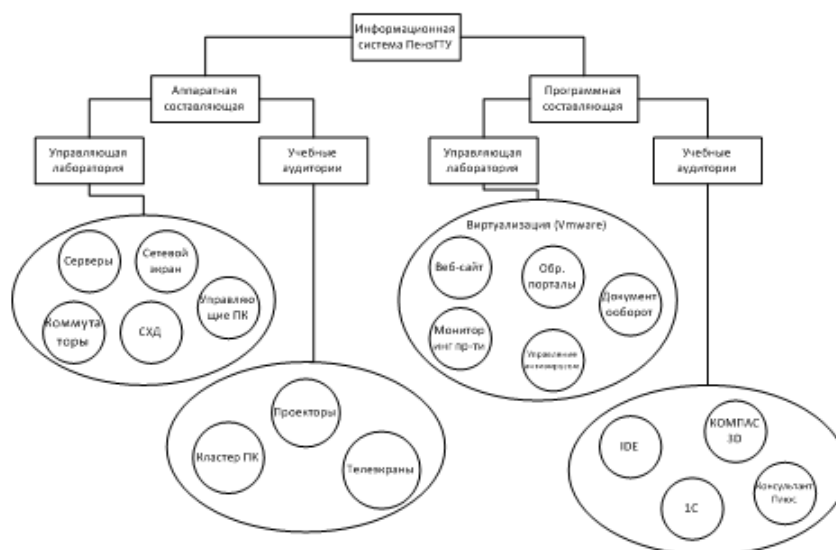 Информационная
система ПензГТУ
Аппаратная
составляющая
Программная
составляющая
Управляющая
лаборатория
Учебные
аудитории
Управляющая
лаборатория
Учебные
аудитории
Серверы
Сетевой
экран
Управляю
щие ПК
Коммута
торы
СХД
Виртуализация (Vmware)
Веб-сайт
Обр.
порталы
Документ
ооборот
Монитор
инг пр-ти
Управление
антивирусом
Проекторы
Кластер ПК
Телеэкраны
IDE
КОМПАС
3D
1С
Консультант
Плюс